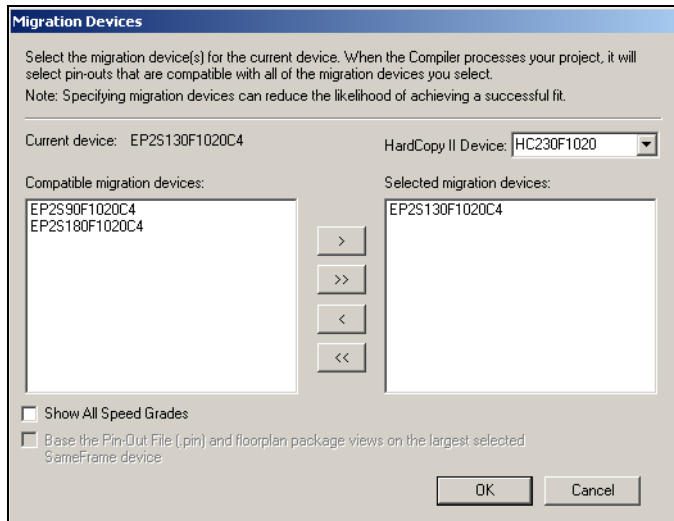 Migration Devices
Select the migration device(s) for the current device. When the Compiler processes your project, it will
select pin-outs that are compatible with all of the migration devices you select.
Note: Specifying migration devices can reduce the likelihood of achieving a successful fit.
Current device: EP2S130F1020C4
HardCopy II Device: HC230F1020
Compatible migration devices:
EP2S90F1020C4
EP2S180F1020C4
>
>>
<
<<
Selected migration devices:
EP2S130F1020C4
Show All Speed Grades
Base the Pin-Out File (.pin) and floorplan package views on the largest selected
SameFrame device
OK
Cancel